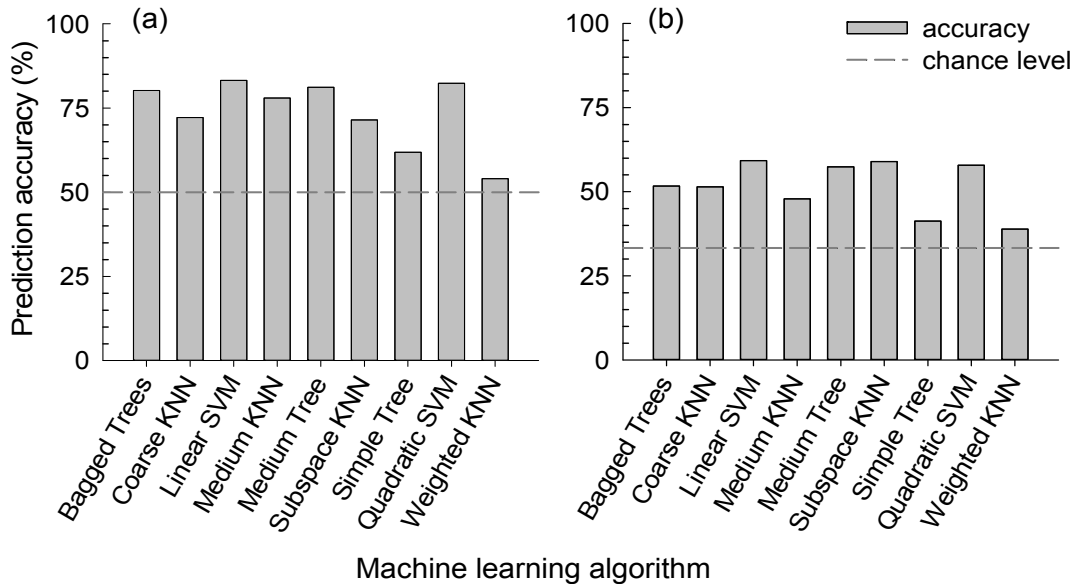 Prediction accuracy (%)
100
75
50
25
0
(a)
Bagged Trees
Coarse KNN
Linear SVM
Medium KNN
Medium Tree
Subspace KNN
Simple Tree
Quadratic SVM
Weighted KNN
100
75
50
25
0
(b)
accuracy
chance level
Bagged Trees
Coarse KNN
Linear SVM
Medium KNN
Medium Tree
Subspace KNN
Simple Tree
Quadratic SVM
Weighted KNN
Machine learning algorithm